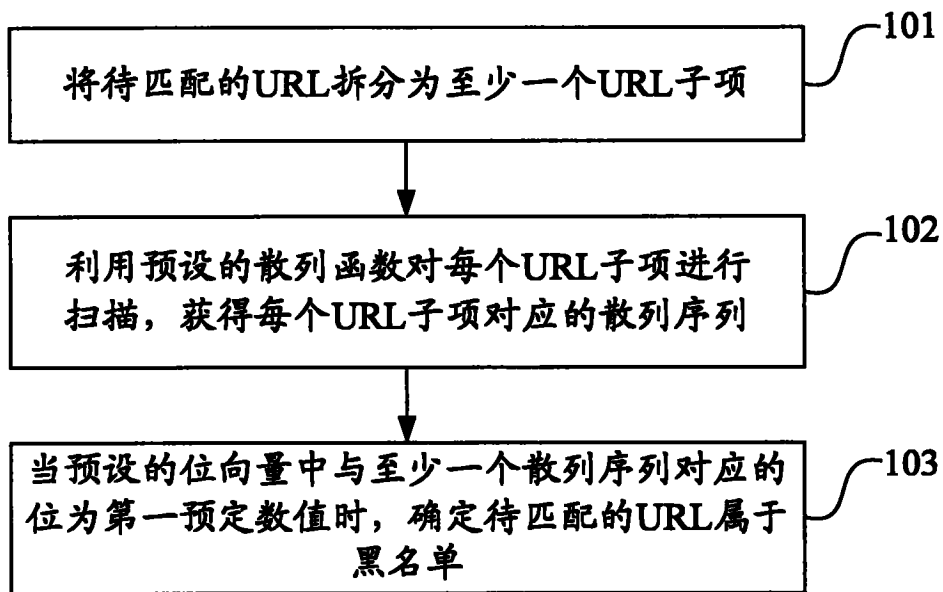 101
将待匹配的URL拆分为至少一个URL子项
102
利用预设的散列函数对每个URL子项进行
扫描，获得每个URL子项对应的散列序列
103
当预设的位向量中与至少一个散列序列对应的
位为第一预定数值时，确定待匹配的URL属于
黑名单